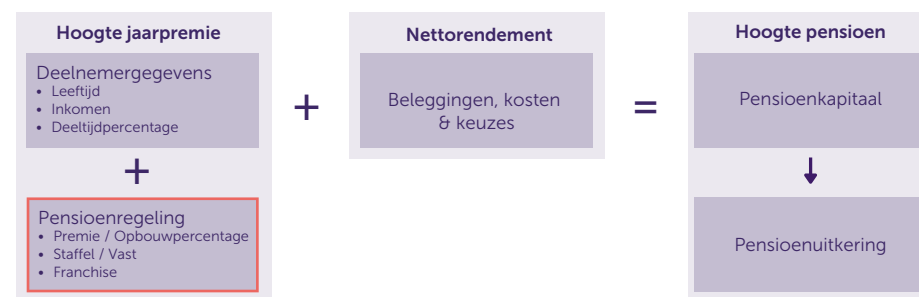 Hoogte jaarpremie
Deelnemergegevens
• Leeftijd
• Inkomen
• Deeltijdpercentage
+
Pensioenregeling
• Premie / Opbouwpercentage
• Staffel / Vast
• Franchise
+
Nettorendement
Beleggingen, kosten
& keuzes
=
Hoogte pensioen
Pensioenkapitaal
↓
Pensioenuitkering